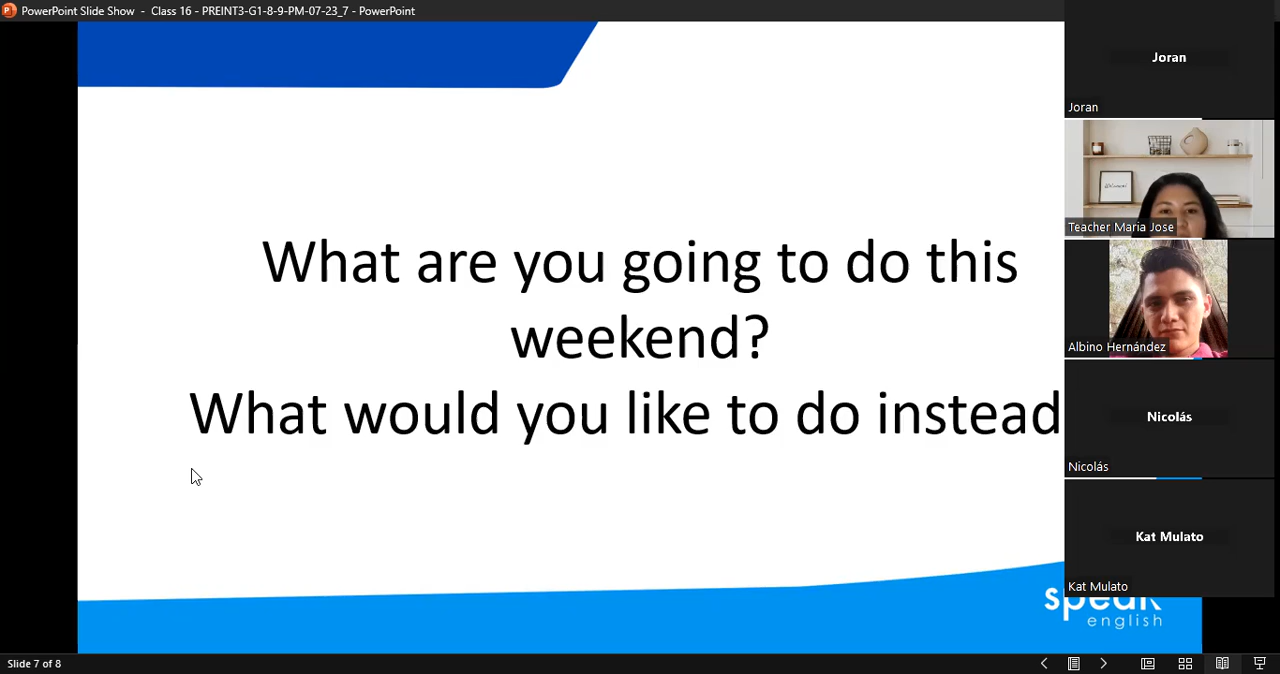 PowerPoint Slide Show - Class 16 - PREINT3-G1-8-9-PM-07-23_7 - PowerPoint
What are you going to do this
weekend?
What would you like to do instead
speak
english
Joran
Joran
Teacher Maria Jose
Albino Hernández
Nicolás
Nicolás
Kat Mulato
Kat Mulato
Slide 7 of 8